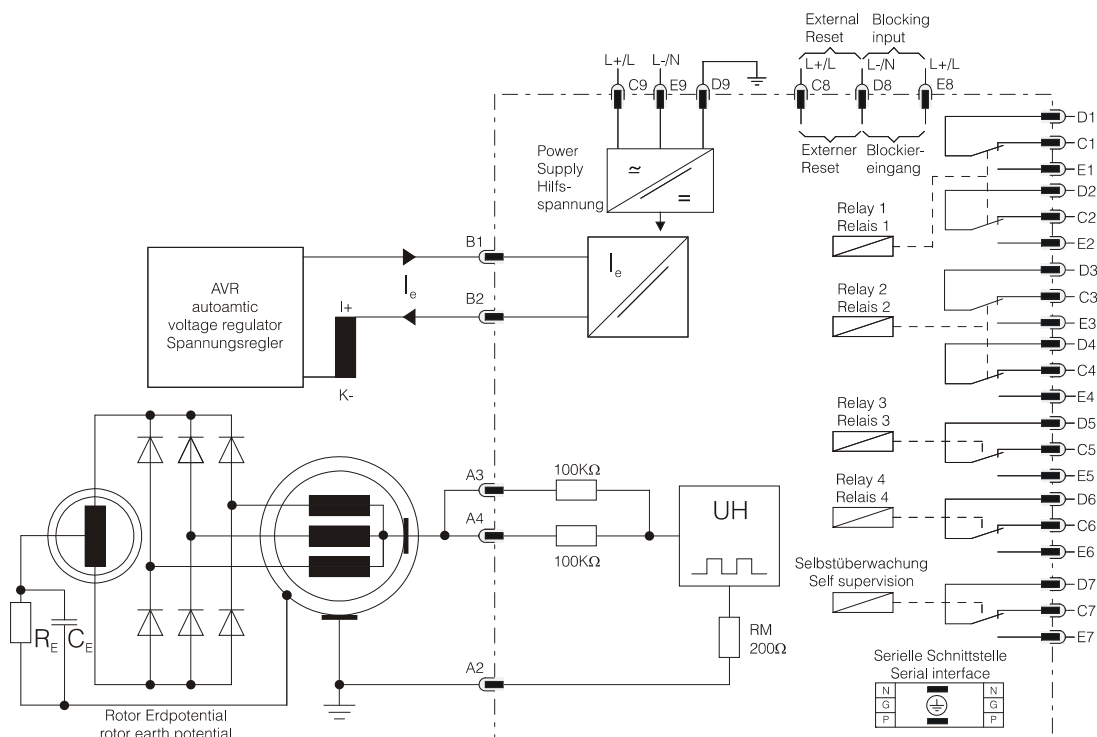 External
Reset
Blocking
input
L+/L
L-/N
L+/L
L-/N
L+/L
C9
E9
D9
C8
D8
E8
Power
Supply
Hilfs-
spannung
≃
=
Externer
Reset
Blockier-
eingang
D1
C1
E1
D2
C2
E2
D3
C3
E3
D4
C4
E4
D5
C5
E5
D6
C6
E6
D7
C7
E7
Relay 1
Relais 1
Relay 2
Relais 2
Relay 3
Relais 3
Relay 4
Relais 4
Selbstüberwachung
Self supervision
AVR
autoamtic
voltage regulator
Spannungsregler
Ie
I+
K-
B1
B2
Ie
A3
A4
100KΩ
100KΩ
UH
RM
200Ω
A2
RE
CE
Rotor Erdpotential
rotor earth potential
Serielle Schnittstelle
Serial interface
N
G
P
N
G
P